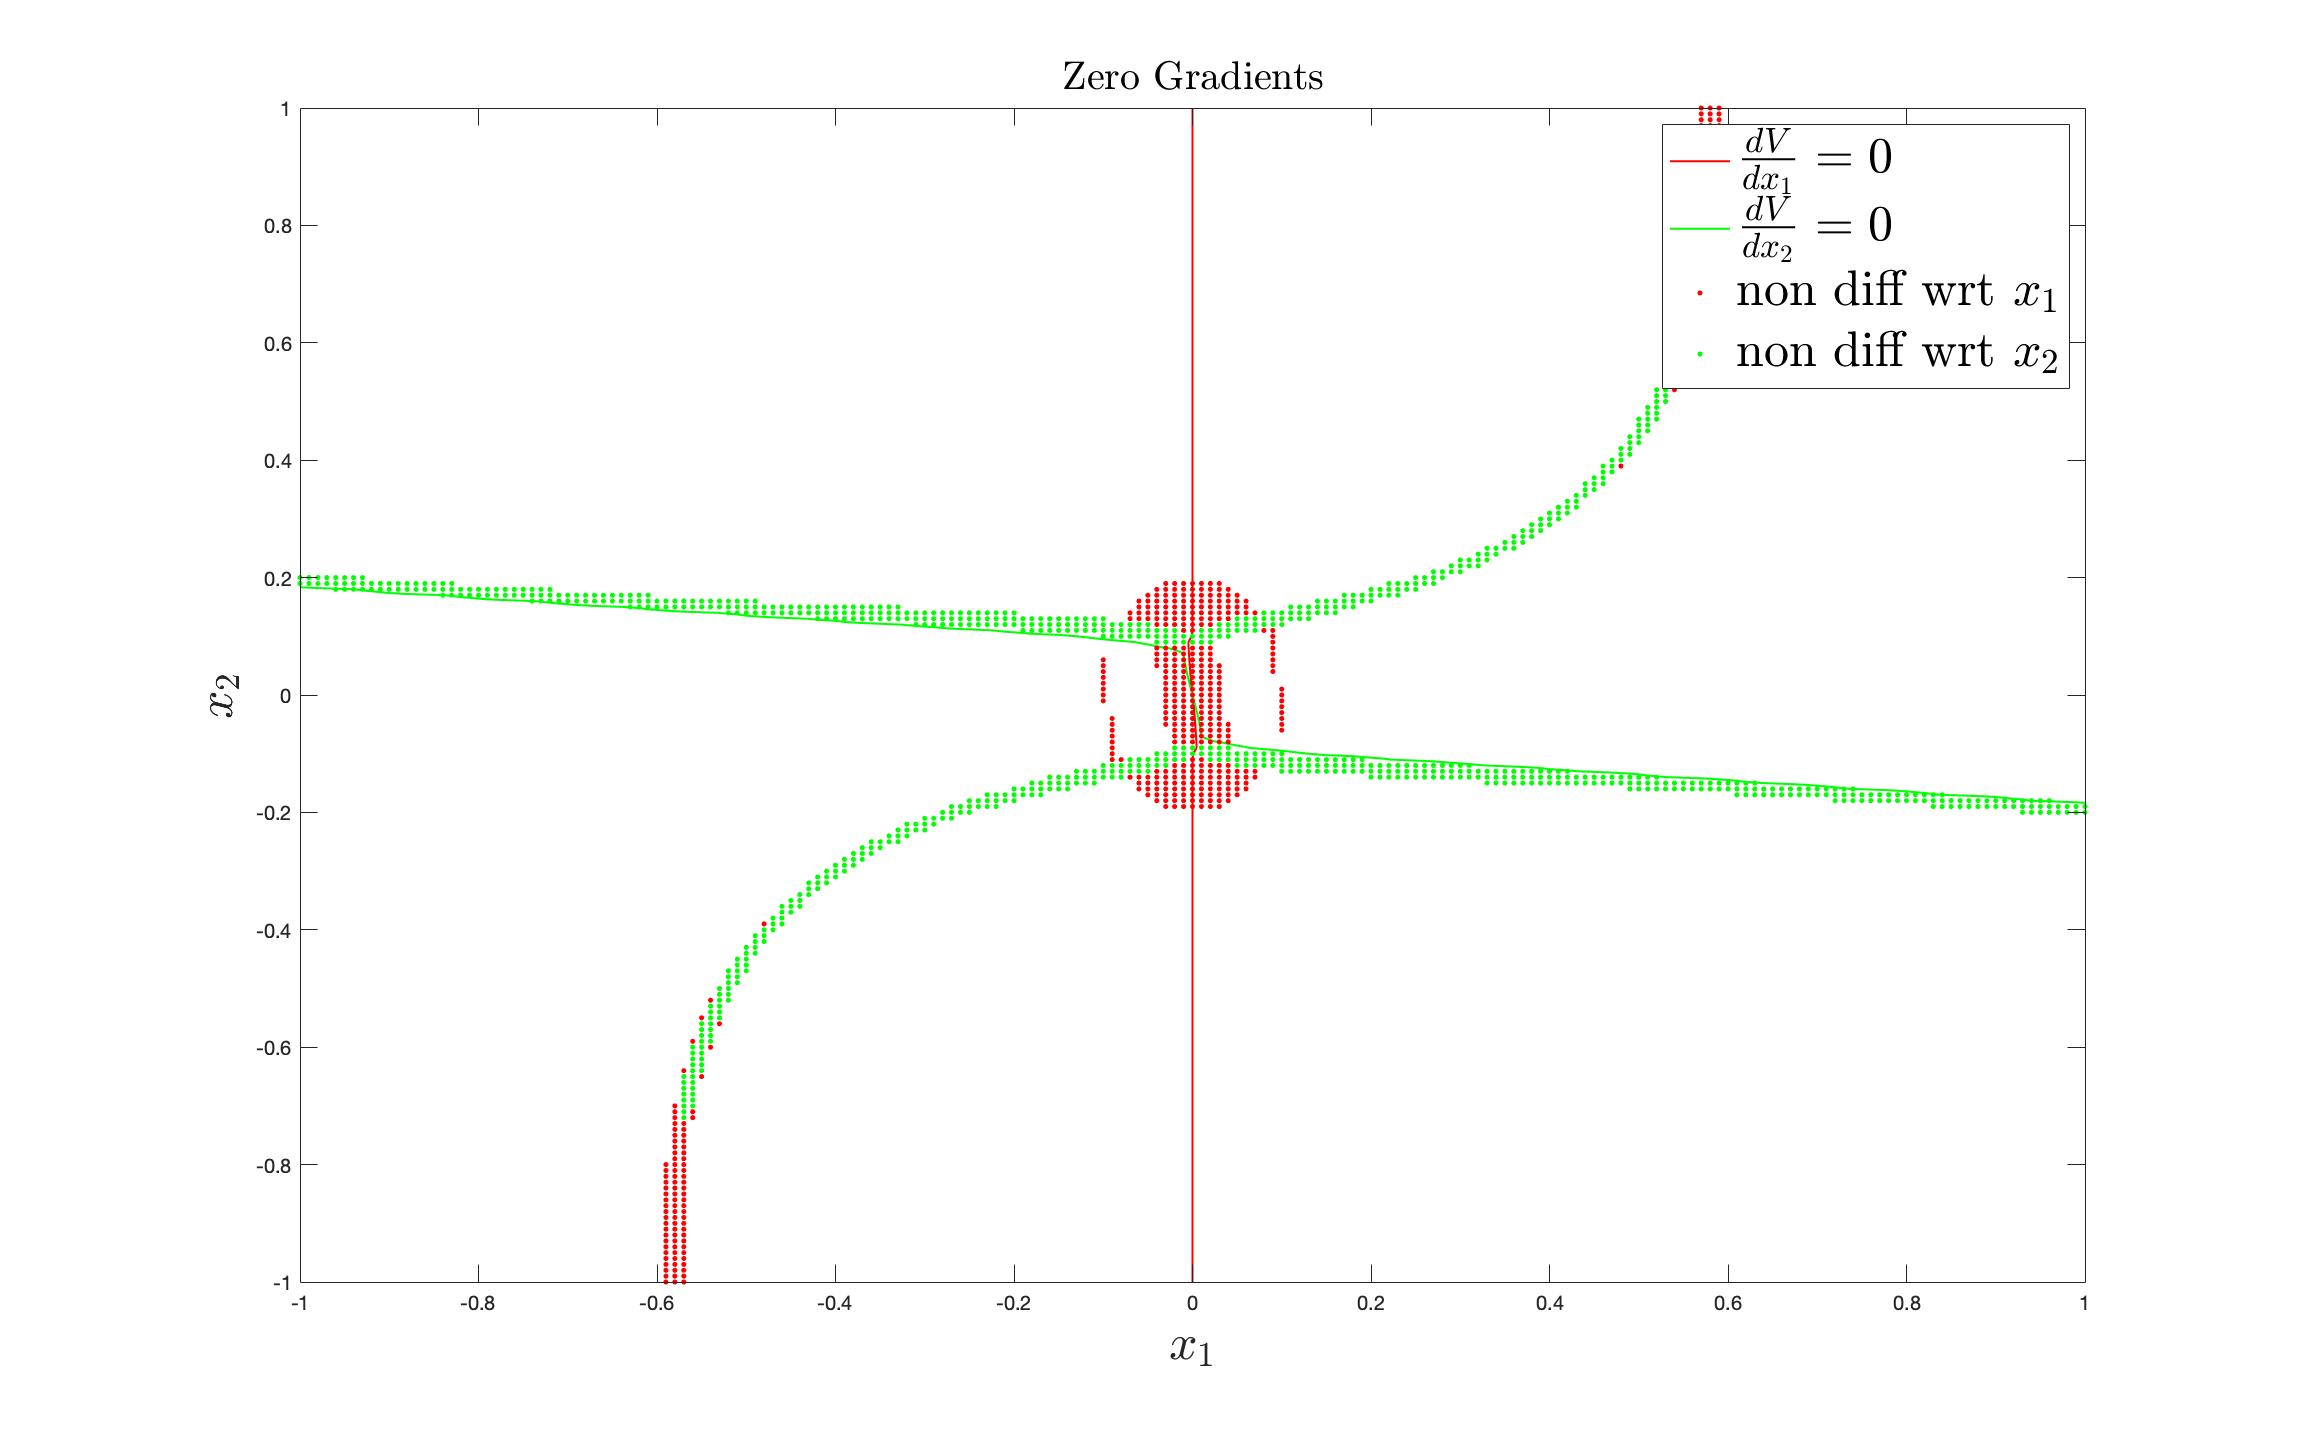 Zero Gradients
1
0.8
0.6
0.4
0.2
0
-0.2
-0.4
-0.6
-0.8
-1
x₂
dV/dx₁ = 0
dV/dx₂ = 0
non diff wrt x₁
non diff wrt x₂
-1 -0.8 -0.6 -0.4 -0.2 0 0.2 0.4 0.6 0.8 1
x₁